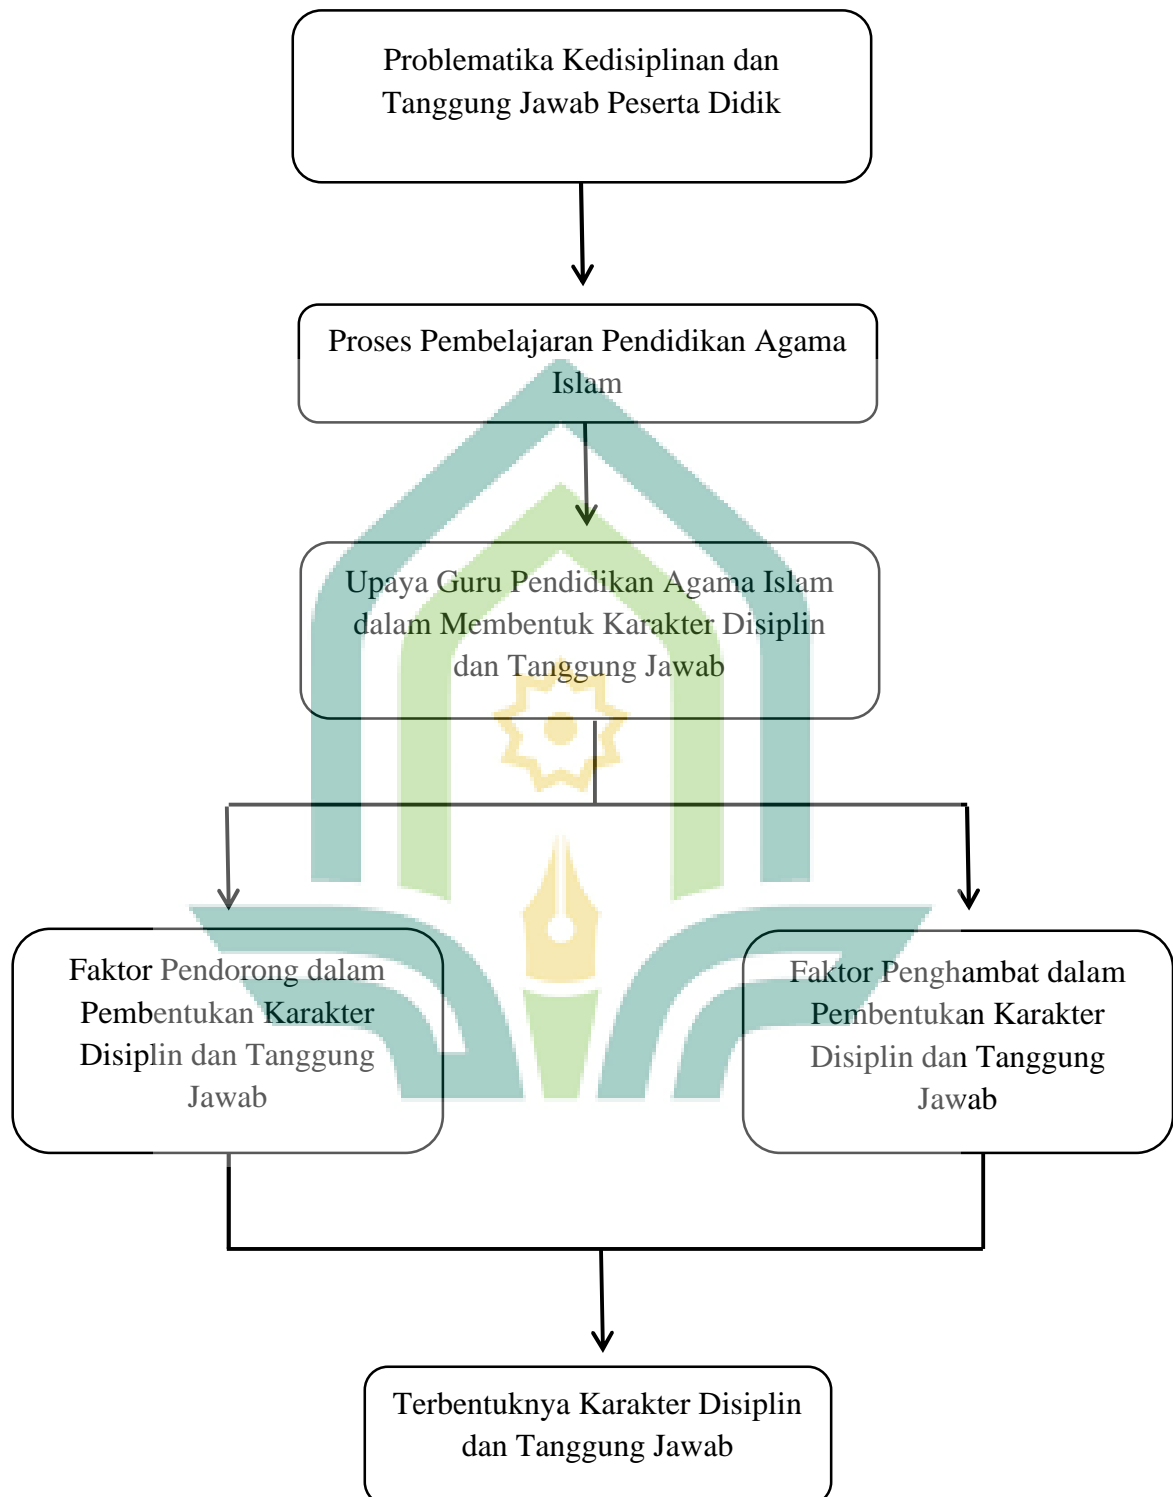 Problematika Kedisiplinan dan
Tanggung Jawab Peserta Didik
Proses Pembelajaran Pendidikan Agama
Islam
Upaya Guru Pendidikan Agama Islam
dalam Membentuk Karakter Disiplin
dan Tanggung Jawab
Faktor Pendorong dalam
Pembentukan Karakter
Disiplin dan Tanggung
Jawab
Faktor Penghambat dalam
Pembentukan Karakter
Disiplin dan Tanggung
Jawab
Terbentuknya Karakter Disiplin
dan Tanggung Jawab